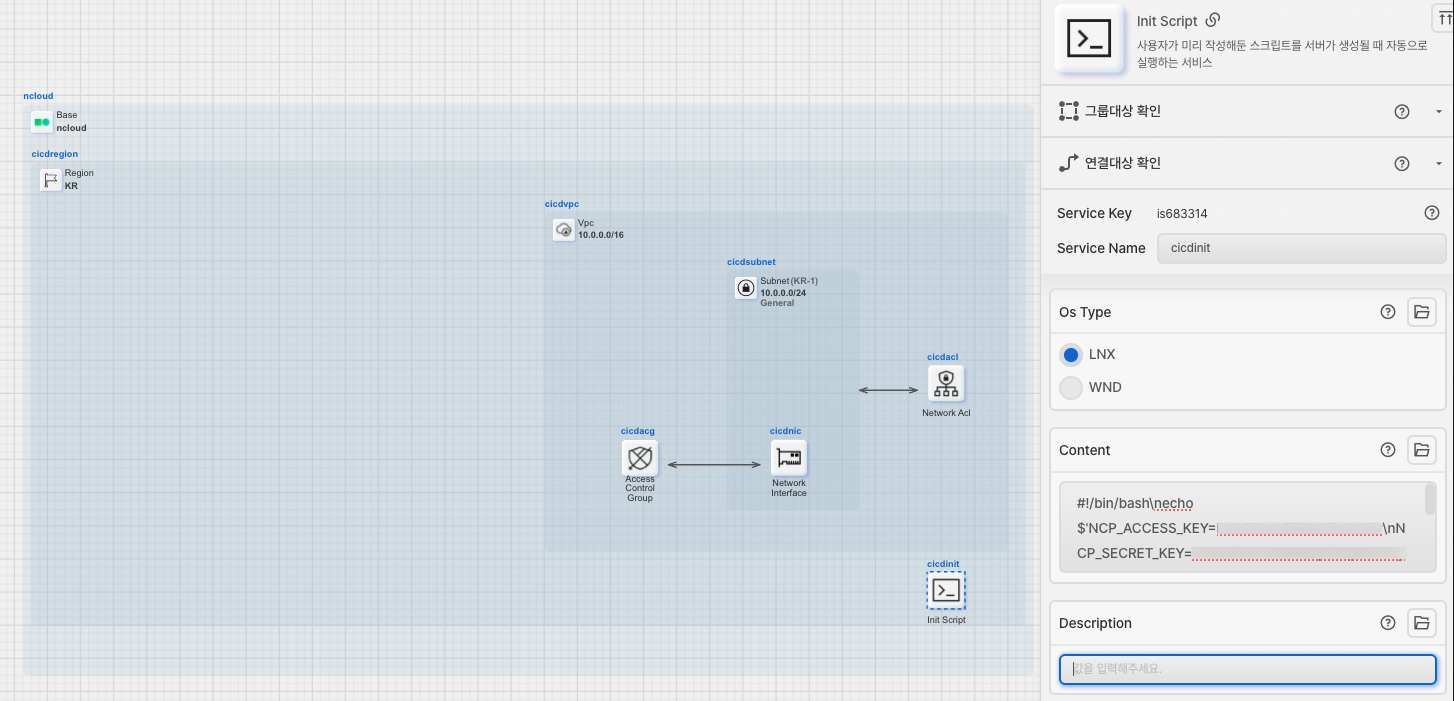 ncloud
Base
ncloud
cicdregion
Region
KR
cicdvpc
Vpc
10.0.0.0/16
cicdsubnet
Subnet(KR-1)
10.0.0.0/24
General
cicdacl
Network Acl
cicdacg
Access
Control
Group
cicdnic
Network
Interface
cicdinit
Init Script
Init Script
사용자가 미리 작성해둔 스크립트를 서버가 생성될 때 자동으로
실행하는 서비스
그룹대상 확인
연결대상 확인
Service Key is683314
Service Name cicdinit
Os Type
LNX
WND
Content
#!/bin/bash\necho
$'NCP_ACCESS_KEY= \nN
CP_SECRET_KEY=
Description
값을 입력해주세요.